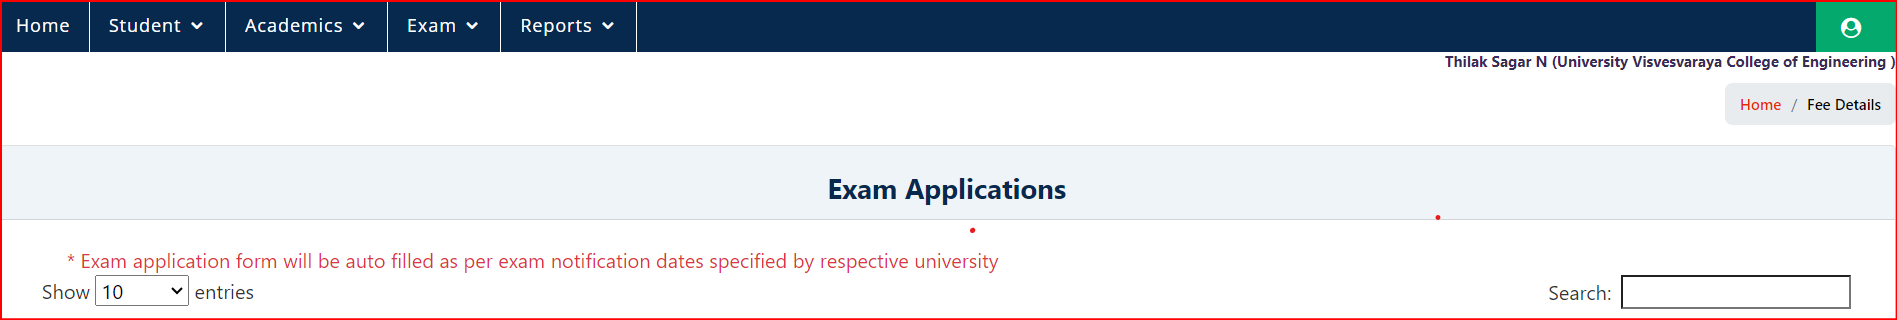 Home Student Academics Exam Reports
Thilak Sagar N (University Visvesvaraya College of Engineering )
Home / Fee Details
Exam Applications
* Exam application form will be auto filled as per exam notification dates specified by respective university
Show 10 entries Search: